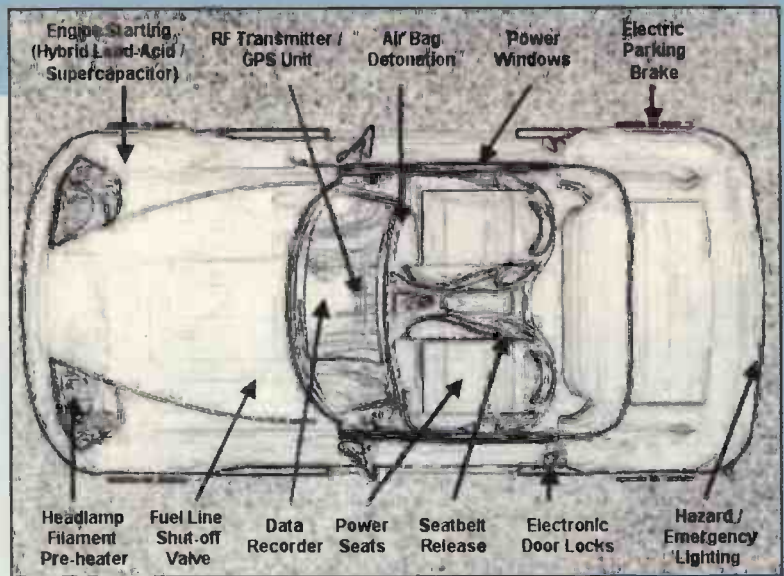 Engine Starting
(Hybrid Lead-Acid /
Supercapacitor)
RF Transmitter /
GPS Unit
Air Bag
Detonation
Power
Windows
Electric
Parking
Brake
Headlamp
Filament
Pre-heater
Fuel Line
Shut-off
Valve
Data
Recorder
Power
Seats
Seatbelt
Release
Electronic
Door Locks
Hazard /
Emergency
Lighting